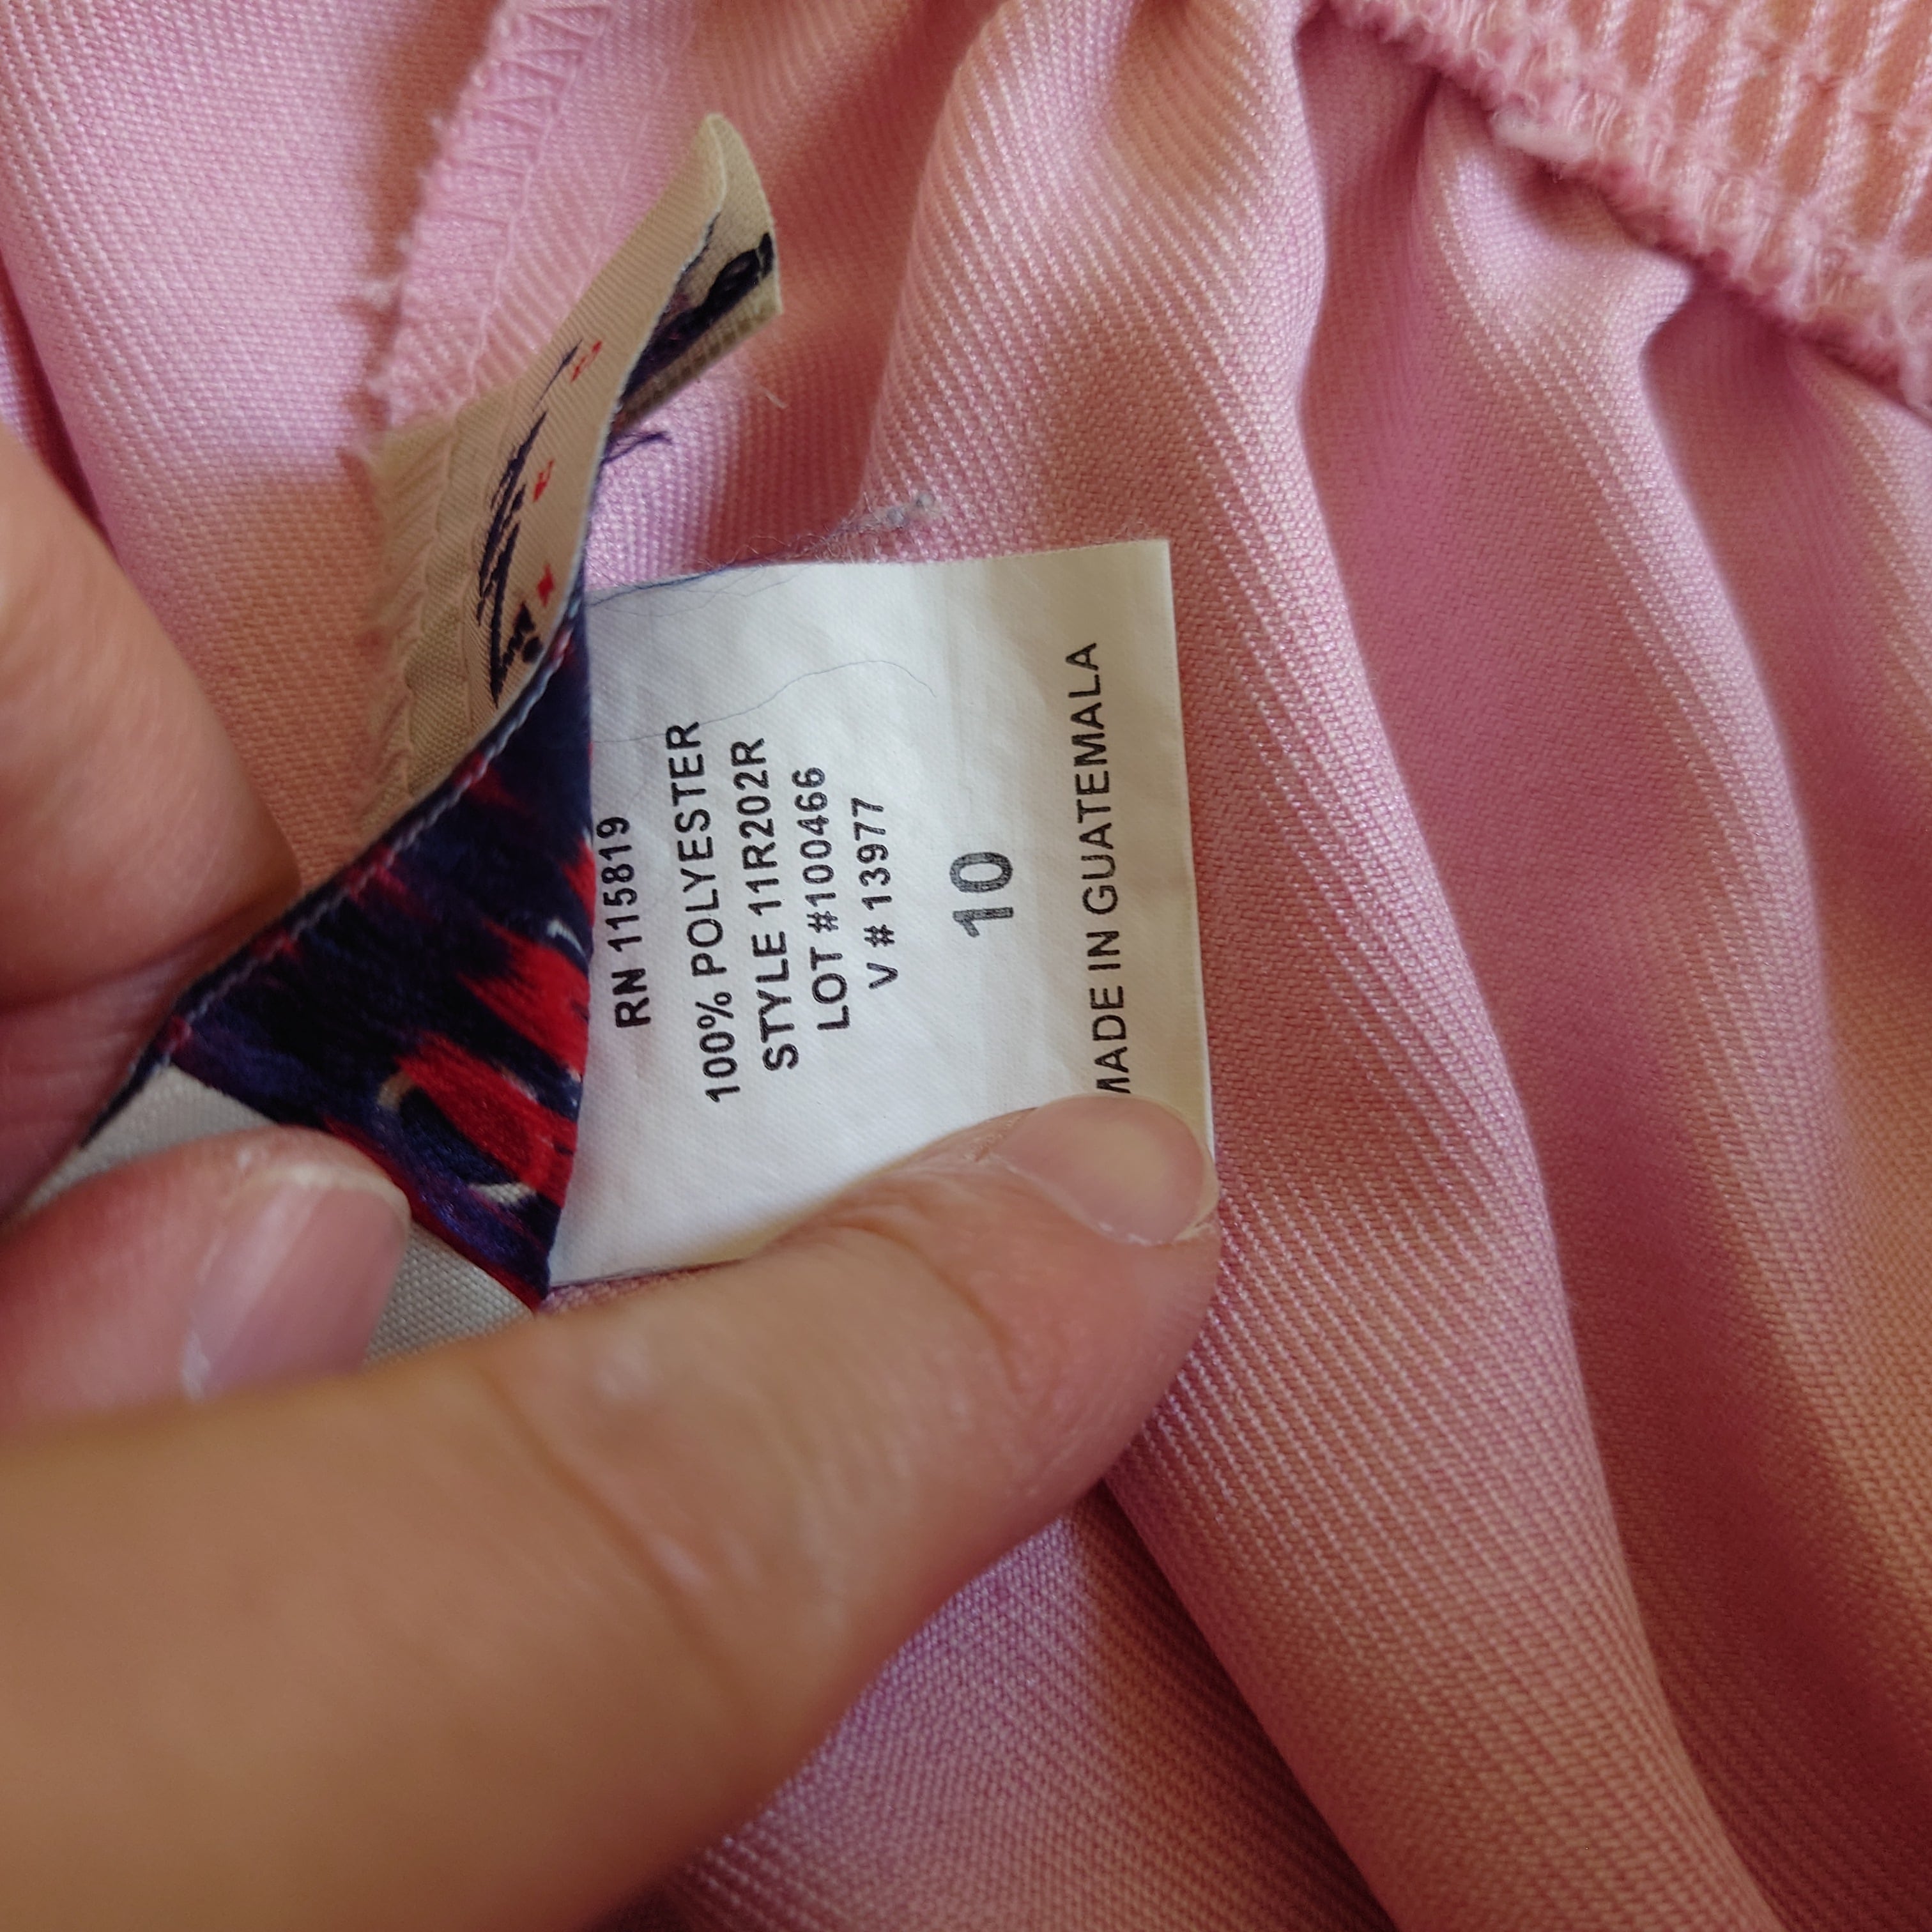 RN 115819
100% POLYESTER
STYLE 11R202R
LOT #100466
V # 13977
10
MADE IN GUATEMALA